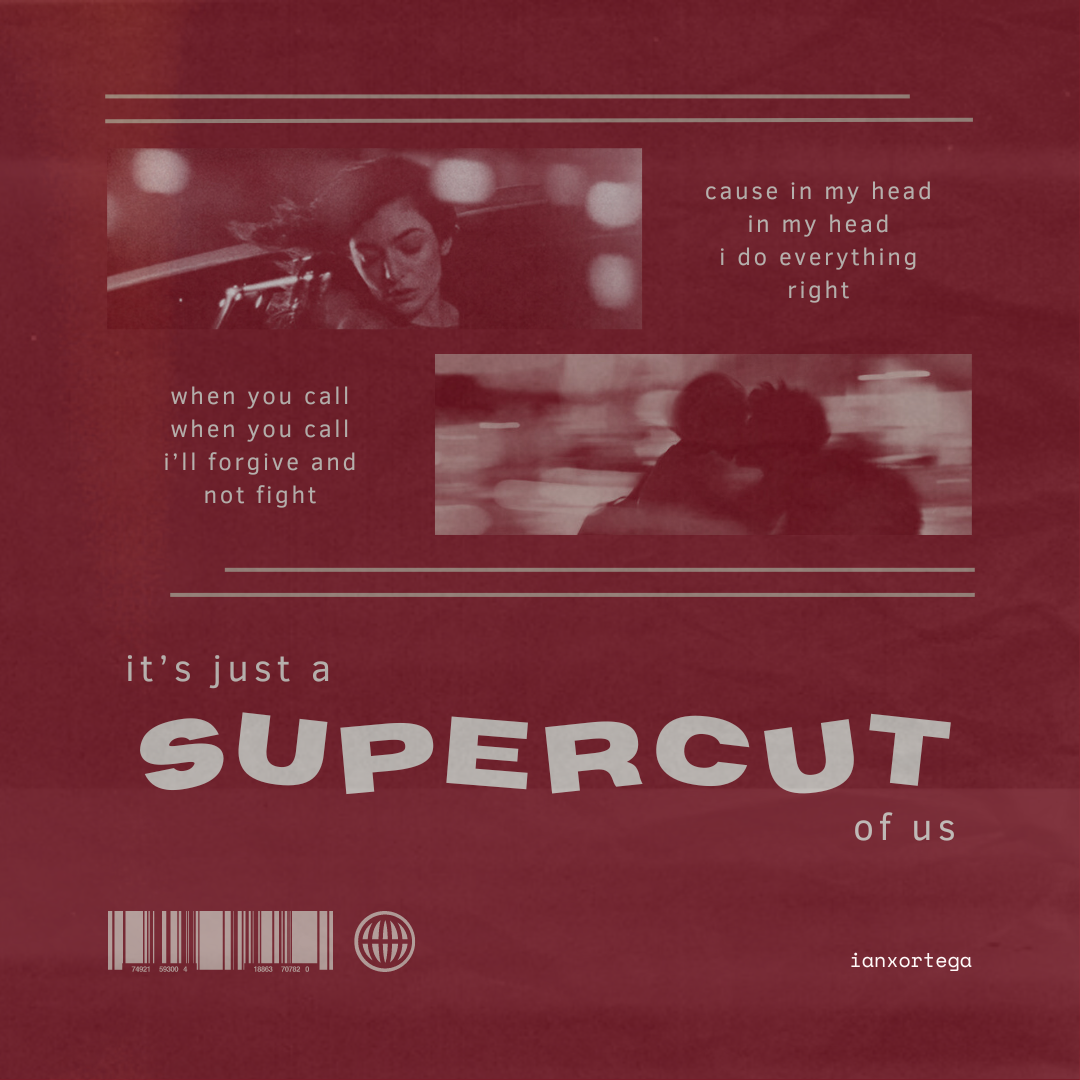 cause in my head
in my head
i do everything
right
when you call
when you call
i’ll forgive and
not fight
it’s just a
SUPERCUT
of us
74921 59300 4 18863 70782 0
ianxortega